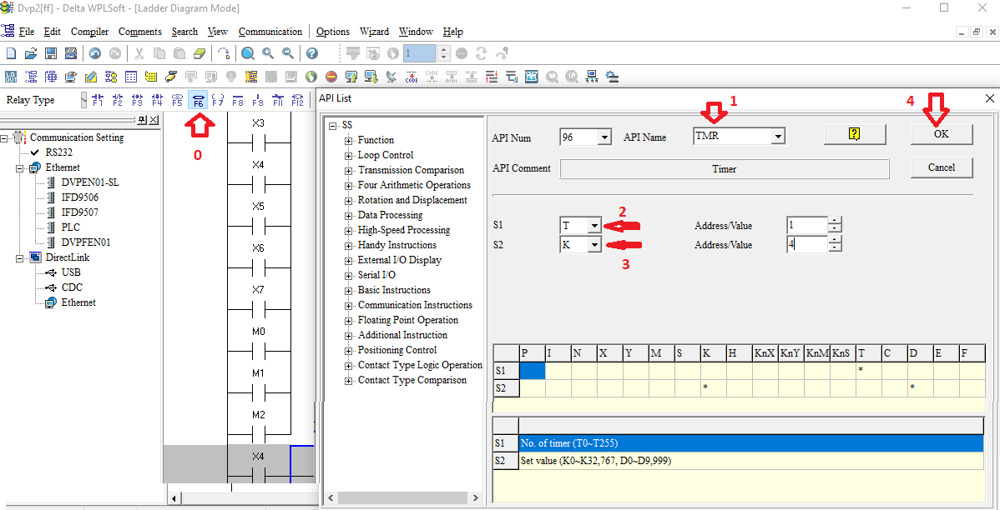 Dvp2[ff] - Delta WPLSoft - [Ladder Diagram Mode]
File Edit Compiler Comments Search View Communication Options Wizard Window Help
1
LD OUT
CODE
CODE
Relay Type F1 F2 F3 F4 F5 F6 F7 F8 F9 F11 F12
0
Communication Setting
RS232
Ethernet
DVPEN01-SL
IFD9506
IFD9507
PLC
DVPFEN01
DirectLink
USB
CDC
Ethernet
X3
X4
X5
X6
X7
M0
M1
M2
X4
API List
SS
Function
Loop Control
Transmission Comparison
Four Arithmetic Operations
Rotation and Displacement
Data Processing
High-Speed Processing
Handy Instructions
External I/O Display
Serial I/O
Basic Instructions
Communication Instructions
Floating Point Operation
Additional Instruction
Positioning Control
Contact Type Logic Operation
Contact Type Comparison
1
4
API Num 96 API Name TMR ? OK
API Comment Timer Cancel
2
S1 T Address/Value 1
S2 K Address/Value 4
3
P I N X Y M S K H KnX KnY KnM KnS T C D E F
S1 *
S2 * *
S1 No. of timer (T0~T255)
S2 Set value (K0~K32,767, D0~D9,999)